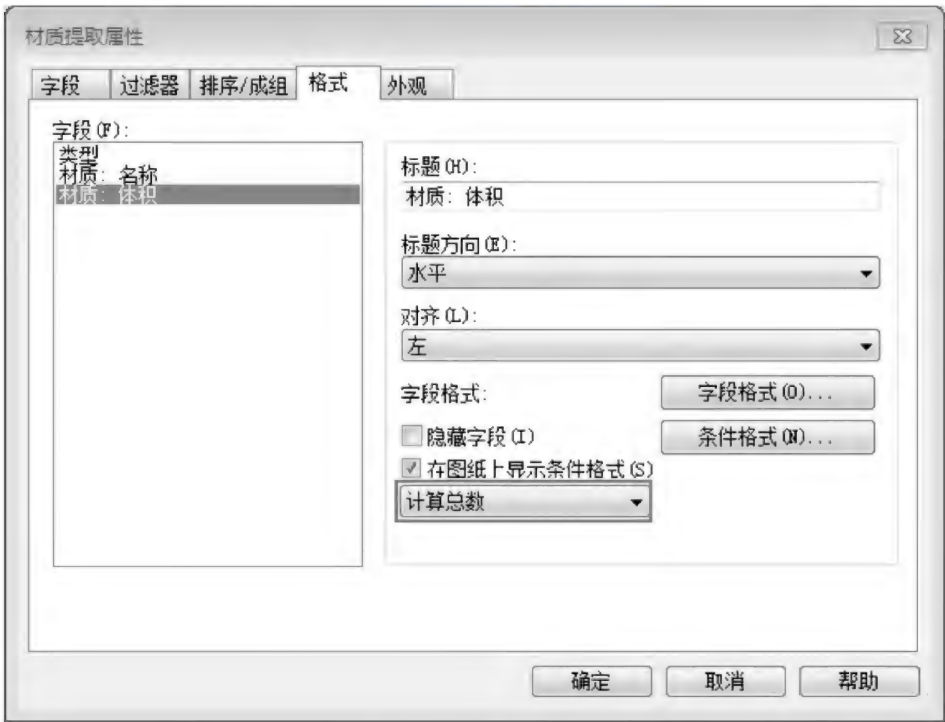 材质提取属性
字段 过滤器 排序/成组 格式 外观
字段(F):
类型
材质: 名称
材质: 体积
标题(H):
材质: 体积
标题方向(E):
水平
对齐(L):
左
字段格式: 字段格式(O)...
隐藏字段(I) 条件格式(N)...
在图纸上显示条件格式(S)
计算总数
确定 取消 帮助